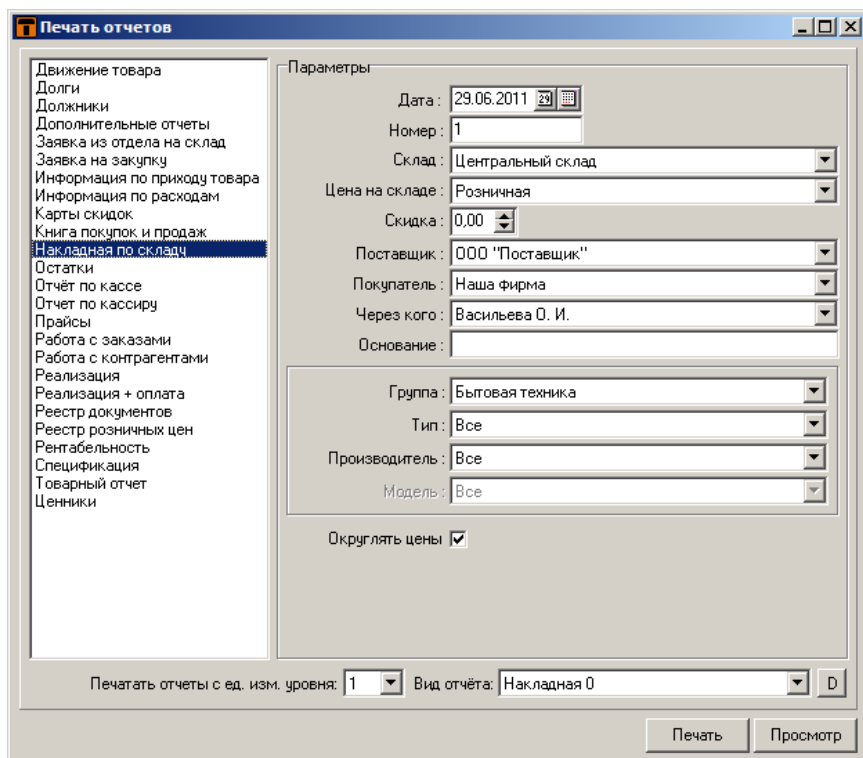 Печать отчетов
Движение товара
Долги
Должники
Дополнительные отчеты
Заявка из отдела на склад
Заявка на закупку
Информация по приходу товара
Информация по расходам
Карты скидок
Книга покупок и продаж
Накладная по складу
Остатки
Отчёт по кассе
Отчет по кассиру
Прайсы
Работа с заказами
Работа с контрагентами
Реализация
Реализация + оплата
Реестр документов
Реестр розничных цен
Рентабельность
Спецификация
Товарный отчет
Ценники
Параметры
Дата : 29.06.2011 29
Номер : 1
Склад : Центральный склад
Цена на складе : Розничная
Скидка : 0,00
Поставщик : ООО "Поставщик"
Покупатель : Наша фирма
Через кого : Васильева О. И.
Основание :
Группа : Бытовая техника
Тип : Все
Производитель : Все
Модель : Все
Округлять цены
Печатать отчеты с ед. изм. уровня: 1 Вид отчёта: Накладная 0 D
Печать Просмотр